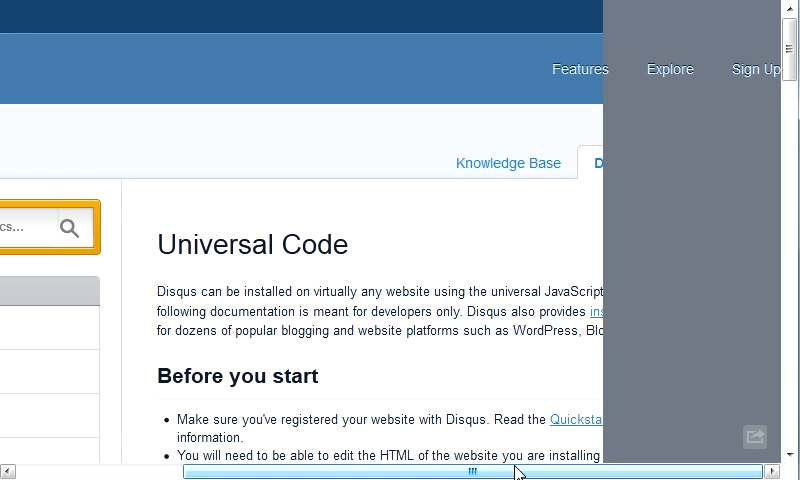 Features Explore Sign Up
Knowledge Base D
cs...
Universal Code
Disqus can be installed on virtually any website using the universal JavaScript
following documentation is meant for developers only. Disqus also provides ins
for dozens of popular blogging and website platforms such as WordPress, Blo
Before you start
• Make sure you've registered your website with Disqus. Read the Quicksta
information.
• You will need to be able to edit the HTML of the website you are installing